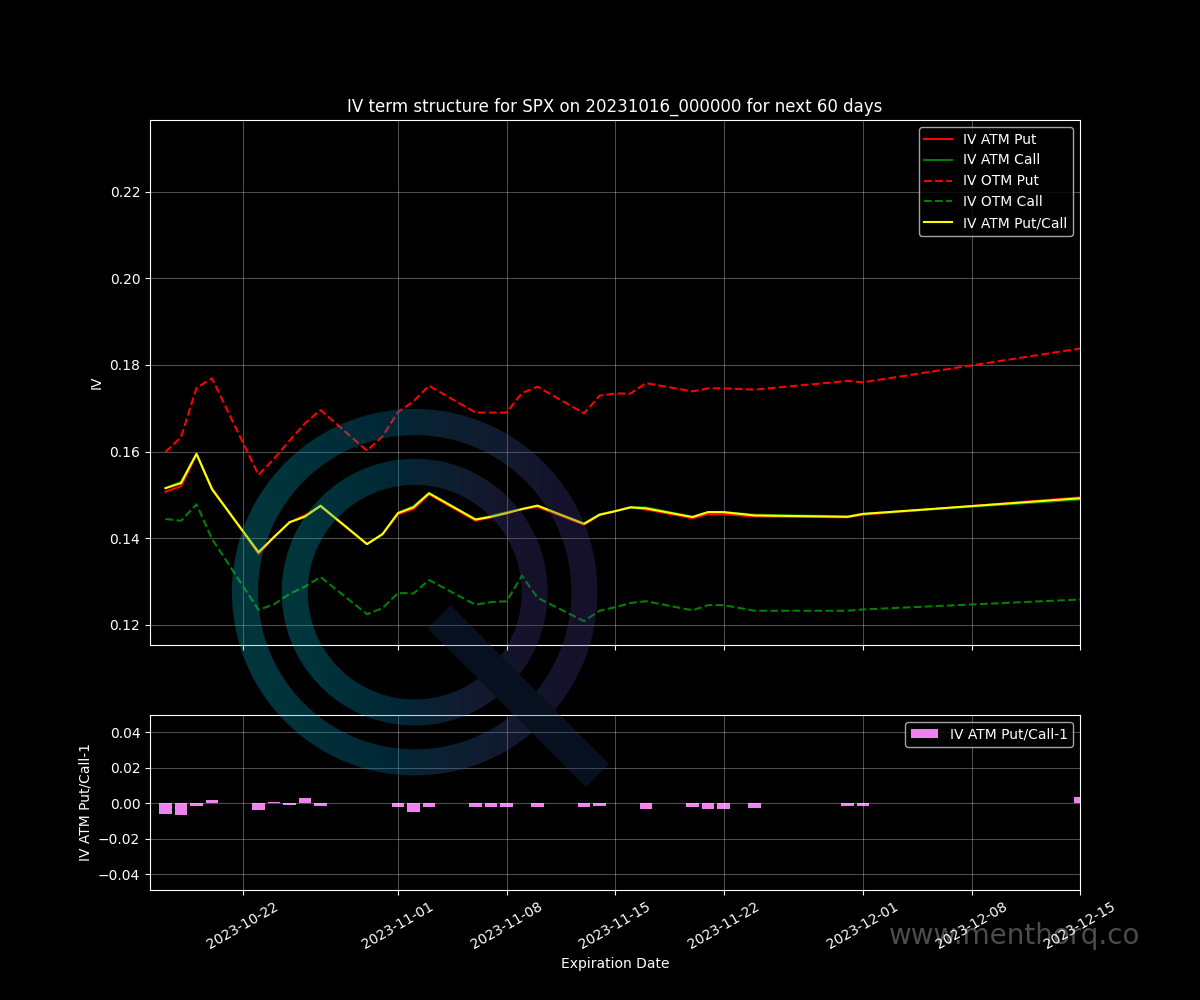 IV term structure for SPX on 20231016_000000 for next 60 days
IV ATM Put
IV ATM Call
IV OTM Put
IV OTM Call
IV ATM Put/Call
0.22
0.20
0.18
0.16
0.14
0.12
IV
IV ATM Put/Call-1
0.04
0.02
0.00
−0.02
−0.04
IV ATM Put/Call-1
2023-10-22
2023-11-01
2023-11-08
2023-11-15
2023-11-22
2023-12-01
2023-12-08
2023-12-15
www.menthorq.co
Expiration Date